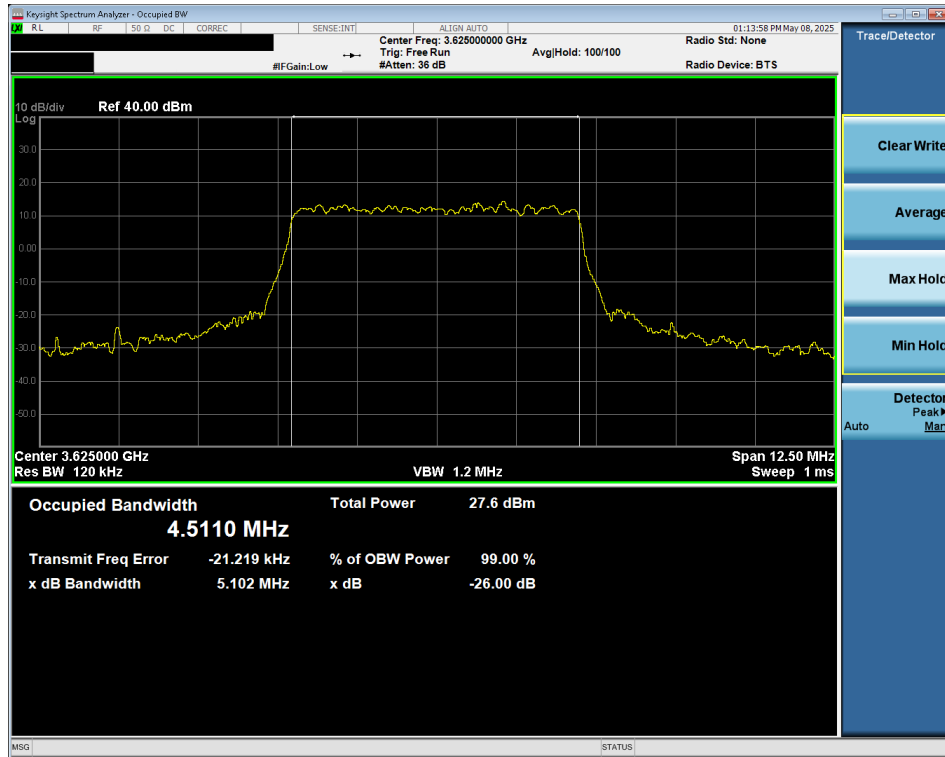 Keysight Spectrum Analyzer - Occupied BW
LXI RL RF 50 Ω DC CORREC SENSE:INT ALIGN AUTO 01:13:58 PM May 08, 2025
Center Freq: 3.625000000 GHz Radio Std: None
Trig: Free Run Avg|Hold: 100/100
#IFGain:Low #Atten: 36 dB Radio Device: BTS
Trace/Detector
10 dB/div Ref 40.00 dBm
Log
30.0
20.0
10.0
0.00
-10.0
-20.0
-30.0
-40.0
-50.0
Center 3.625000 GHz Span 12.50 MHz
Res BW 120 kHz VBW 1.2 MHz Sweep 1 ms
Occupied Bandwidth Total Power 27.6 dBm
4.5110 MHz
Transmit Freq Error -21.219 kHz % of OBW Power 99.00 %
x dB Bandwidth 5.102 MHz x dB -26.00 dB
Clear Write
Average
Max Hold
Min Hold
Detector
Peak▶
Auto Man
MSG STATUS